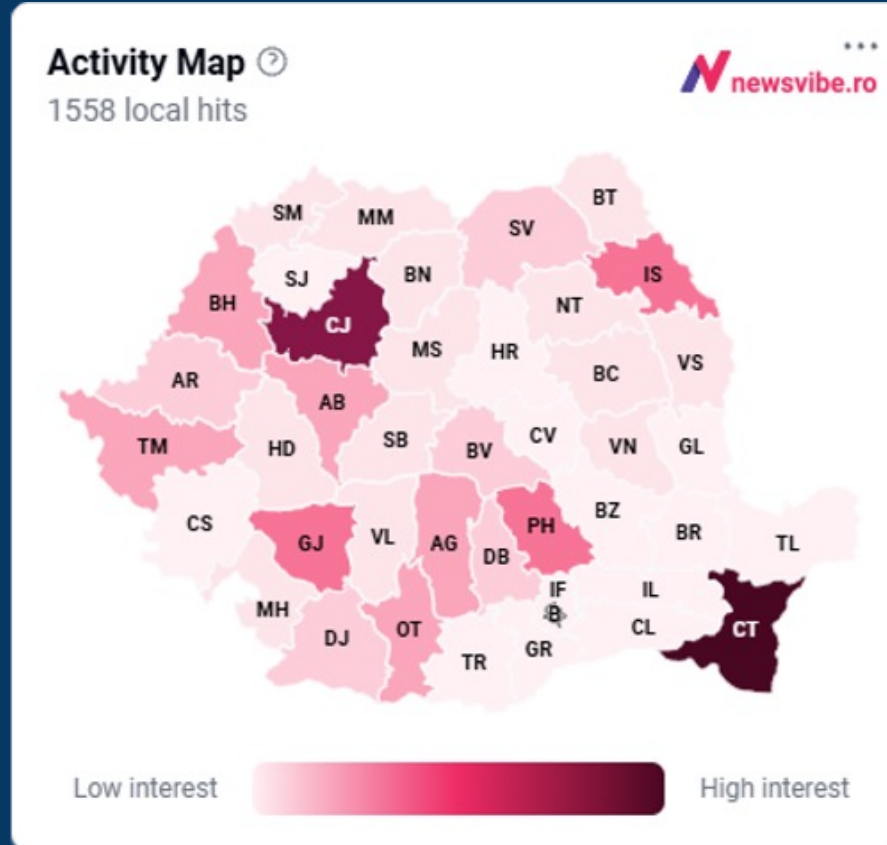 Activity Map ?
1558 local hits
newsvibe.ro
BT
SM
MM
SV
IS
SJ
BN
BH
NT
CJ
MS
HR
VS
AR
BC
AB
TM
HD
SB
BV
CV
VN
GL
CS
GJ
VL
AG
DB
PH
BZ
BR
TL
IF
IL
MH
B
DJ
OT
CL
CT
TR
GR
Low interest
High interest